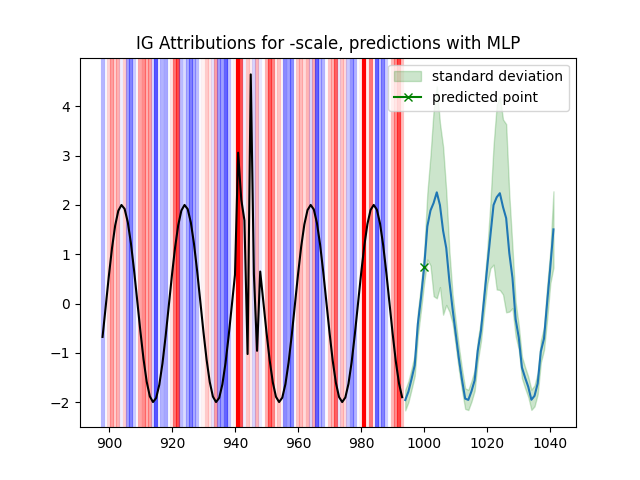 IG Attributions for -scale, predictions with MLP
standard deviation
predicted point
4
3
2
1
0
−1
−2
900 920 940 960 980 1000 1020 1040